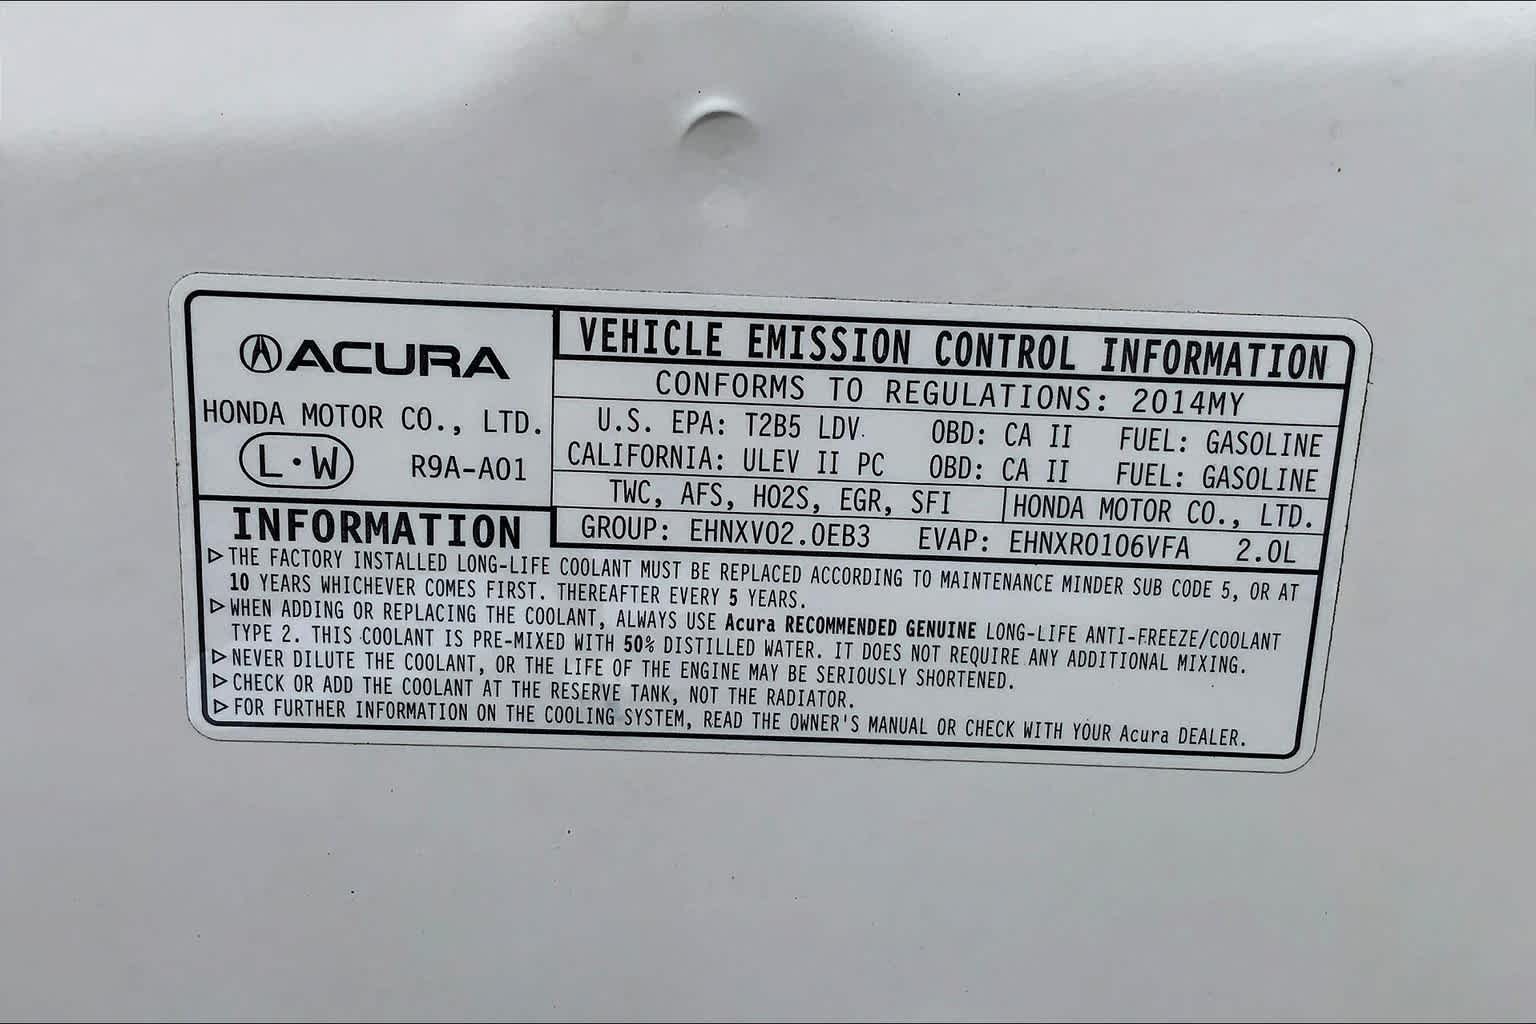 ACURA
HONDA MOTOR CO., LTD.
L·W R9A-A01
VEHICLE EMISSION CONTROL INFORMATION
CONFORMS TO REGULATIONS: 2014MY
U.S. EPA: T2B5 LDV OBD: CA II FUEL: GASOLINE
CALIFORNIA: ULEV II PC OBD: CA II FUEL: GASOLINE
TWC, AFS, HO2S, EGR, SFI HONDA MOTOR CO., LTD.
GROUP: EHNXV02.0EB3 EVAP: EHNXR0106VFA 2.0L
INFORMATION
▷ THE FACTORY INSTALLED LONG-LIFE COOLANT MUST BE REPLACED ACCORDING TO MAINTENANCE MINDER SUB CODE 5, OR AT
10 YEARS WHICHEVER COMES FIRST. THEREAFTER EVERY 5 YEARS.
▷ WHEN ADDING OR REPLACING THE COOLANT, ALWAYS USE Acura RECOMMENDED GENUINE LONG-LIFE ANTI-FREEZE/COOLANT
TYPE 2. THIS COOLANT IS PRE-MIXED WITH 50% DISTILLED WATER. IT DOES NOT REQUIRE ANY ADDITIONAL MIXING.
▷ NEVER DILUTE THE COOLANT, OR THE LIFE OF THE ENGINE MAY BE SERIOUSLY SHORTENED.
▷ CHECK OR ADD THE COOLANT AT THE RESERVE TANK, NOT THE RADIATOR.
▷ FOR FURTHER INFORMATION ON THE COOLING SYSTEM, READ THE OWNER'S MANUAL OR CHECK WITH YOUR Acura DEALER.